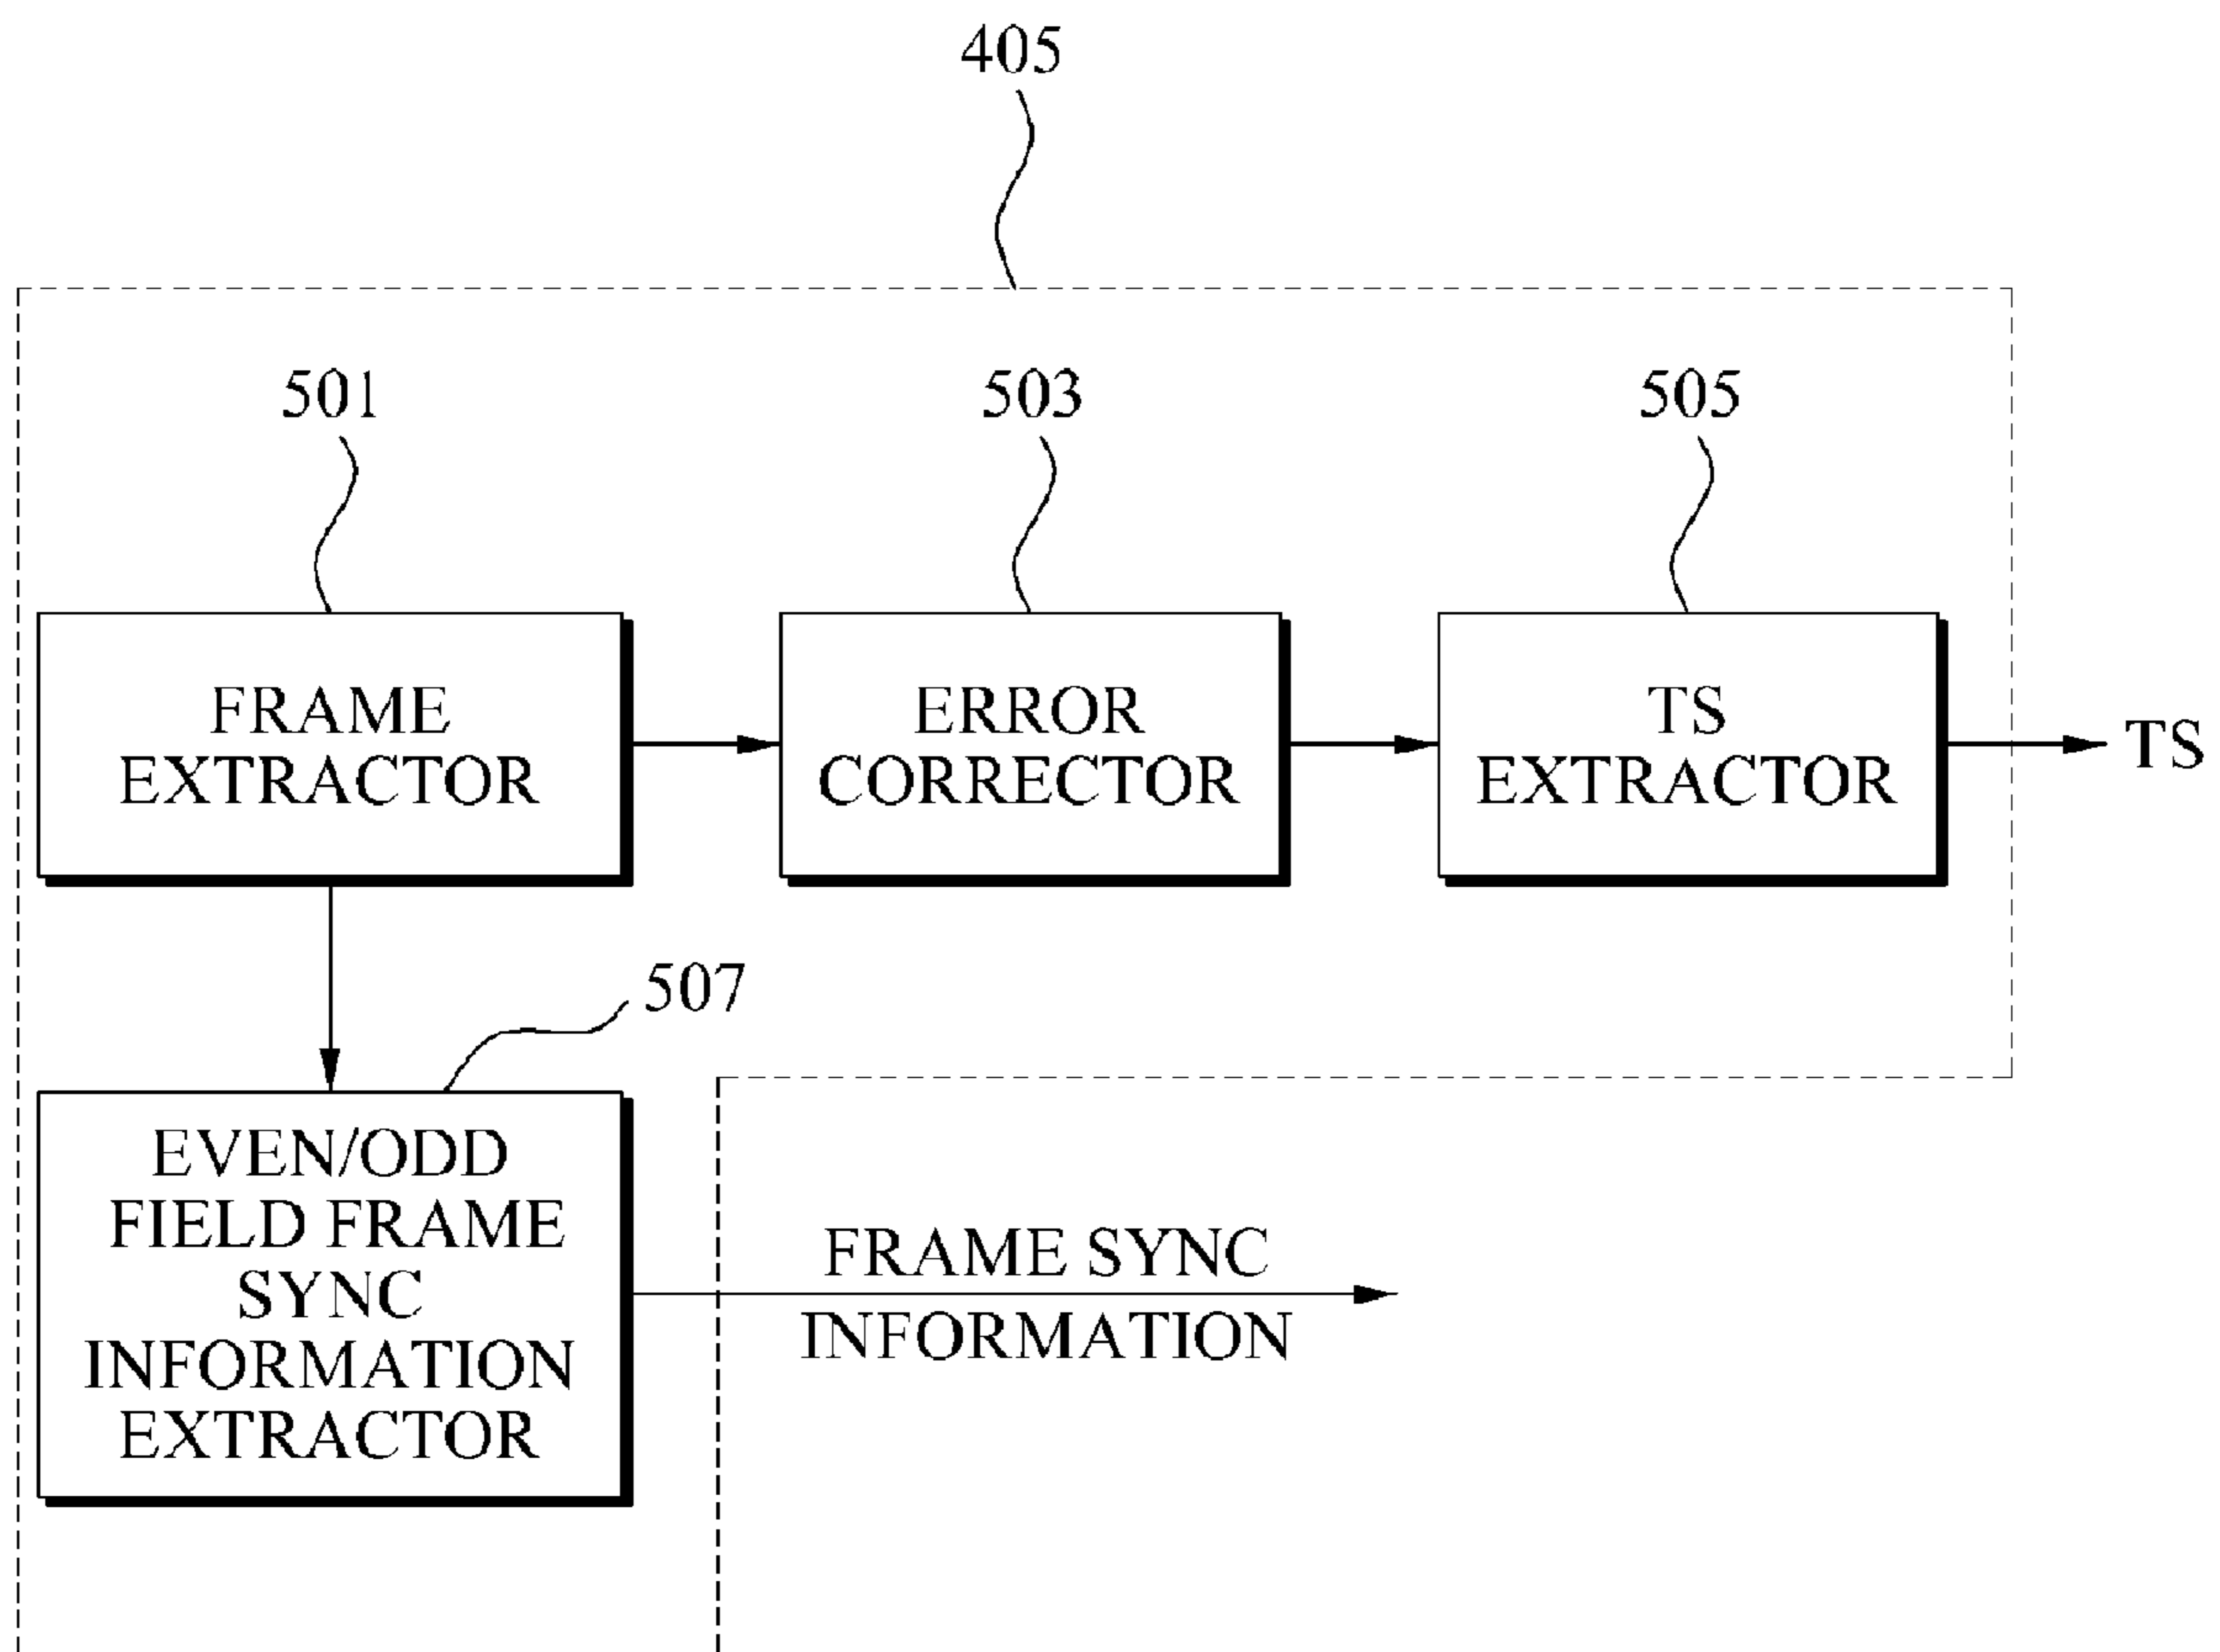 405
501
503
505
FRAME
EXTRACTOR
ERROR
CORRECTOR
TS
EXTRACTOR
TS
507
EVEN/ODD
FIELD FRAME
SYNC
INFORMATION
EXTRACTOR
FRAME SYNC
INFORMATION